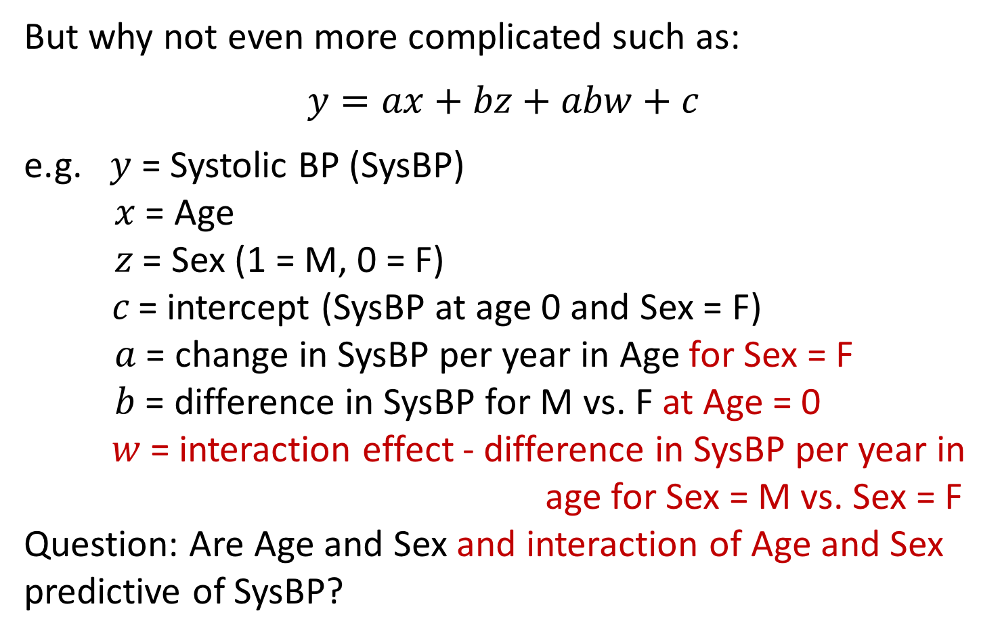 But why not even more complicated such as:
y = ax + bz + abw + c
e.g. y = Systolic BP (SysBP)
x = Age
z = Sex (1 = M, 0 = F)
c = intercept (SysBP at age 0 and Sex = F)
a = change in SysBP per year in Age for Sex = F
b = difference in SysBP for M vs. F at Age = 0
w = interaction effect - difference in SysBP per year in
age for Sex = M vs. Sex = F
Question: Are Age and Sex and interaction of Age and Sex
predictive of SysBP?